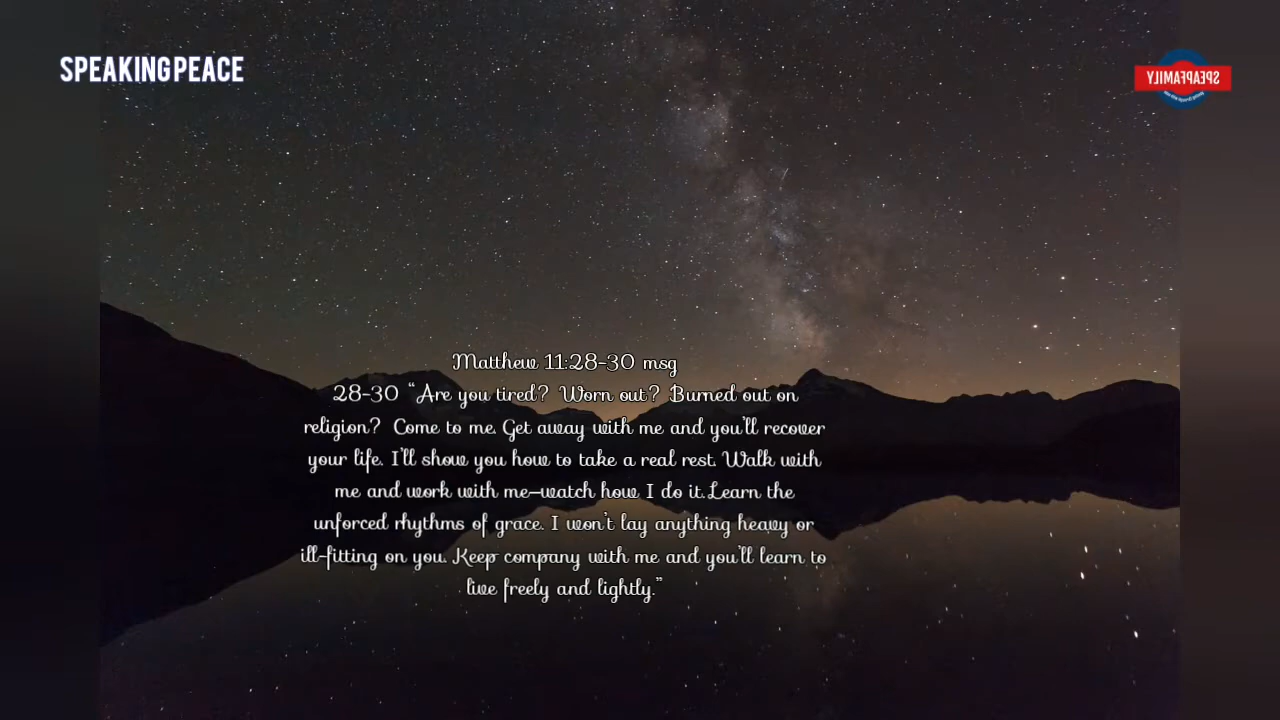 SPEAKINGPEACE
SPEAPFAMILY
Matthew 11:28-30 msg
28-30 “Are you tired? Worn out? Burned out on
religion? Come to me. Get away with me and you’ll recover
your life. I’ll show you how to take a real rest. Walk with
me and work with me—watch how I do it.Learn the
unforced rhythms of grace. I won’t lay anything heavy or
ill-fitting on you. Keep company with me and you’ll learn to
live freely and lightly.”